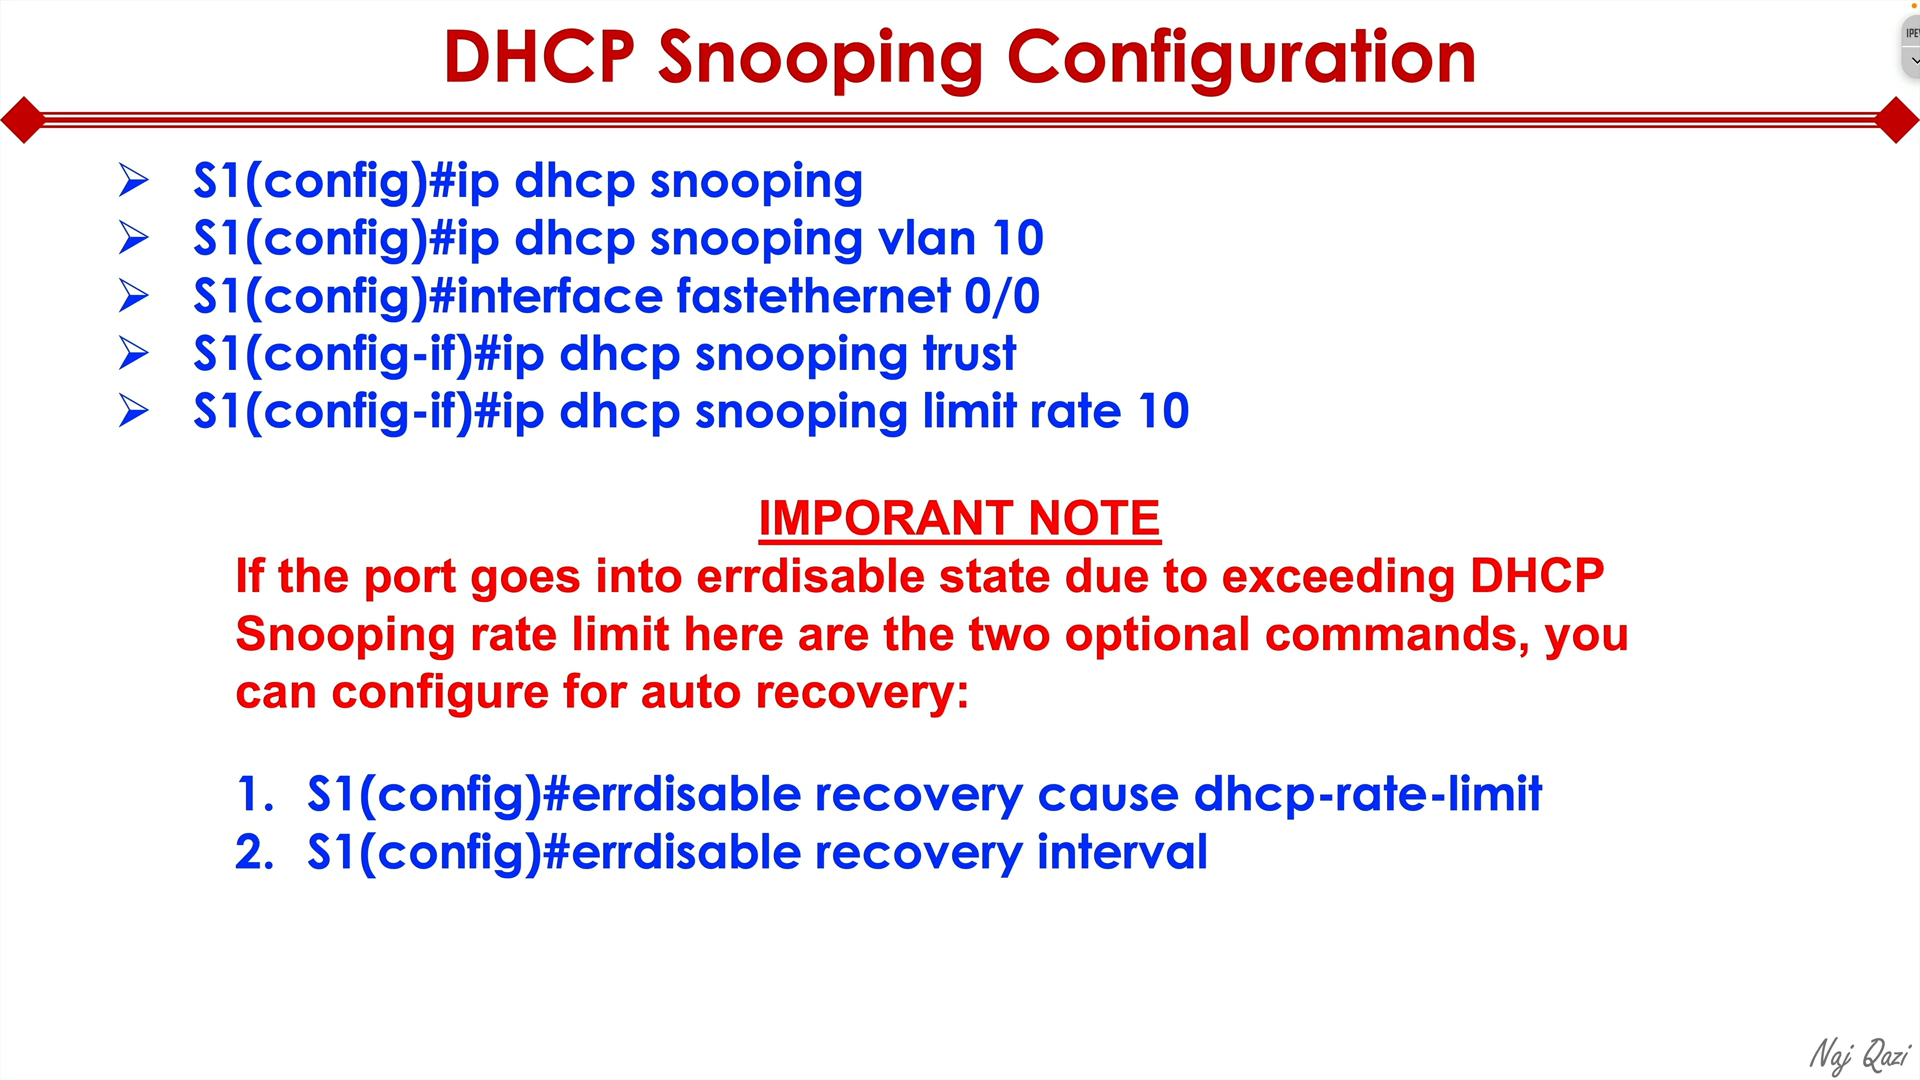 DHCP Snooping Configuration
➢ S1(config)#ip dhcp snooping
➢ S1(config)#ip dhcp snooping vlan 10
➢ S1(config)#interface fastethernet 0/0
➢ S1(config-if)#ip dhcp snooping trust
➢ S1(config-if)#ip dhcp snooping limit rate 10
IMPORANT NOTE
If the port goes into errdisable state due to exceeding DHCP
Snooping rate limit here are the two optional commands, you
can configure for auto recovery:
1. S1(config)#errdisable recovery cause dhcp-rate-limit
2. S1(config)#errdisable recovery interval
Naj Qazi